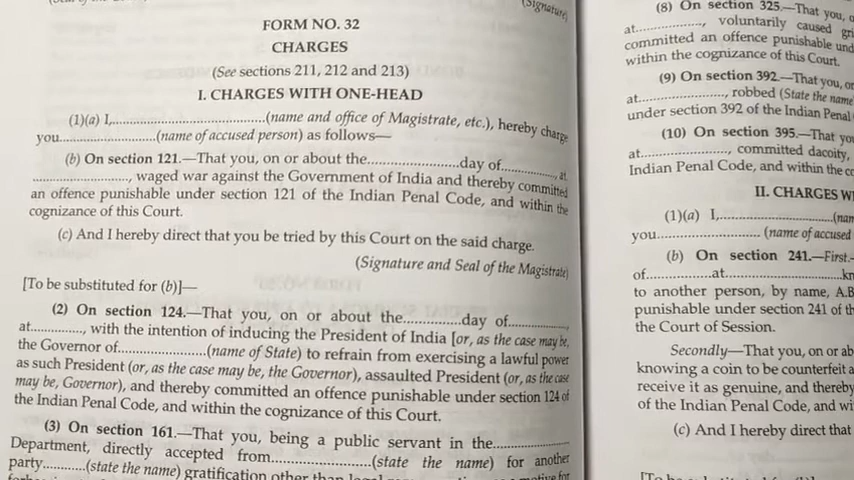 (Signature)
FORM NO. 32
CHARGES
(See sections 211, 212 and 213)
I. CHARGES WITH ONE-HEAD
(1)(a) I,..............................(name and office of Magistrate, etc.), hereby charge
you....................(name of accused person) as follows—
(b) On section 121.—That you, on or about the....................day of..............., at
...................., waged war against the Government of India and thereby committed
an offence punishable under section 121 of the Indian Penal Code, and within the
cognizance of this Court.
(c) And I hereby direct that you be tried by this Court on the said charge.
(Signature and Seal of the Magistrate)
[To be substituted for (b)]—
(2) On section 124.—That you, on or about the.............day of.............,
at............, with the intention of inducing the President of India [or, as the case may be,
the Governor of....................(name of State) to refrain from exercising a lawful power
as such President (or, as the case may be, the Governor), assaulted President (or, as the case
may be, Governor), and thereby committed an offence punishable under section 124 of
the Indian Penal Code, and within the cognizance of this Court.
(3) On section 161.—That you, being a public servant in the.................
Department, directly accepted from....................(state the name) for another
party...........(state the name) gratification other than legal
(8) On section 325.—That you,
at..................., voluntarily caused
committed an offence punishable
within the cognizance of this Court.
(9) On section 392.—That you,
at..................., robbed (State the name
under section 392 of the Indian Penal
(10) On section 395.—That you
at..................., committed dacoity,
Indian Penal Code, and within the
II. CHARGES
(1)(a) I,..............................
you.................... (name of accused
(b) On section 241.—First.—
of...............at....................
to another person, by name, A.B
punishable under section 241 of
the Court of Session.
Secondly—That you, on or
knowing a coin to be counterfeit
receive it as genuine, and thereby
of the Indian Penal Code, and
(c) And I hereby direct that